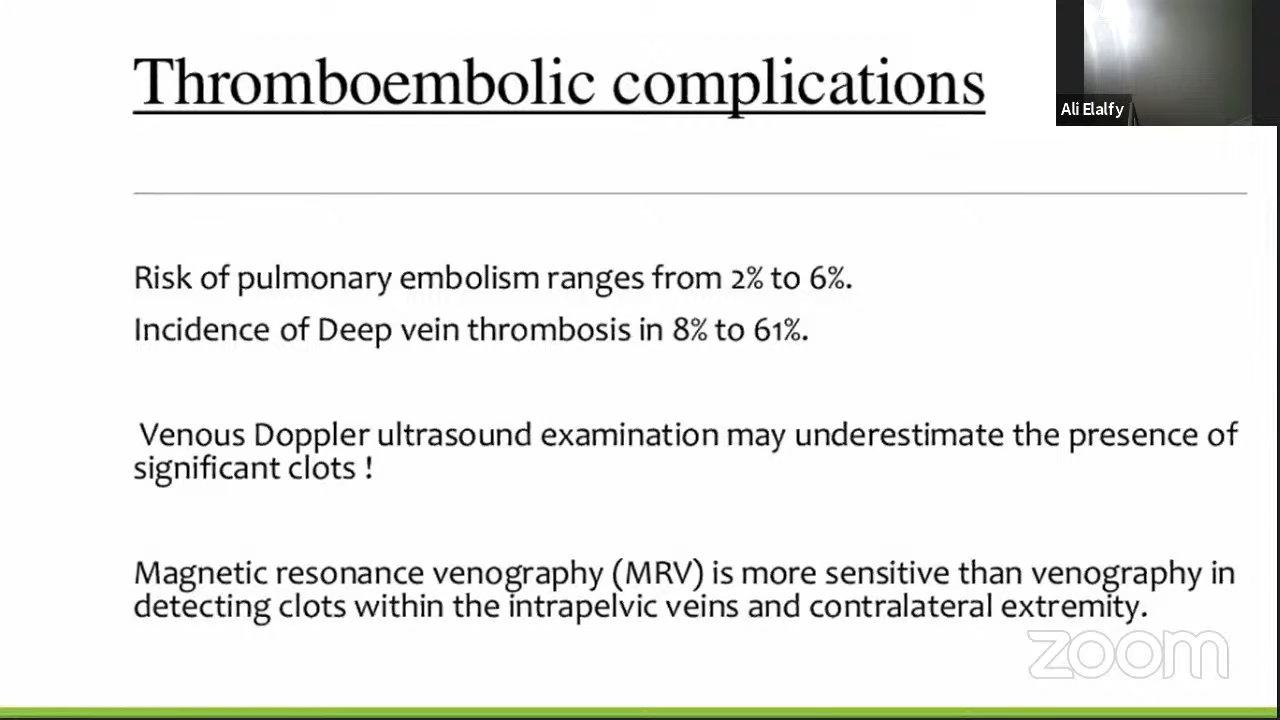 Thromboembolic complications
Ali Elalfy
Risk of pulmonary embolism ranges from 2% to 6%.
Incidence of Deep vein thrombosis in 8% to 61%.
Venous Doppler ultrasound examination may underestimate the presence of
significant clots !
Magnetic resonance venography (MRV) is more sensitive than venography in
detecting clots within the intrapelvic veins and contralateral extremity.
zoom